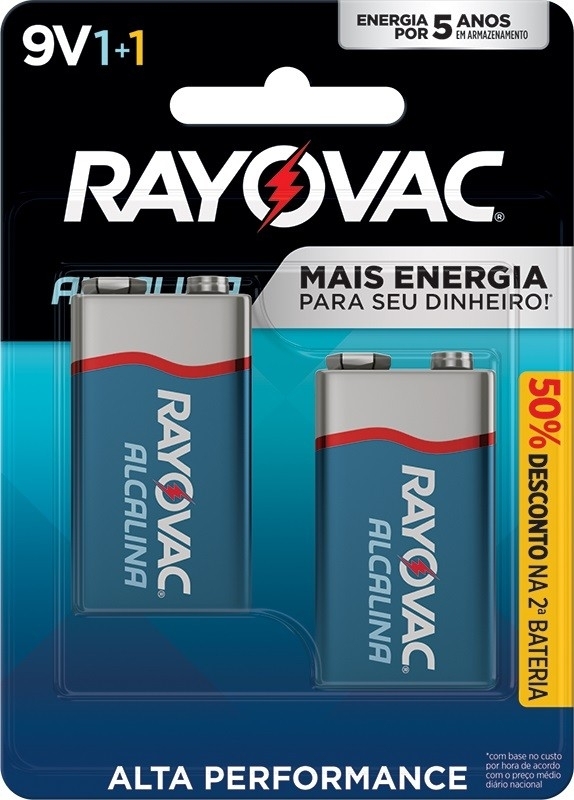 9V1+1
ENERGIA
POR 5 ANOS
EM ARMAZENAMENTO
RAYOVAC®
ALCALINA
MAIS ENERGIA
PARA SEU DINHEIRO!*
RAYOVAC®
ALCALINA
RAYOVAC®
ALCALINA
50% DESCONTO NA 2ª BATERIA
*com base no custo
por hora de acordo
com o preço médio
diário nacional
ALTA PERFORMANCE